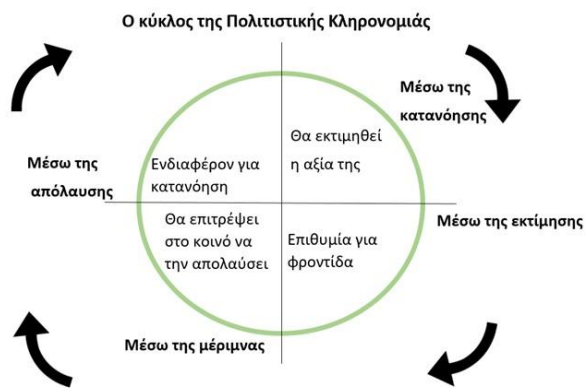 Ο κύκλος της Πολιτιστικής Κληρονομιάς
Μέσω της
κατανόησης
Θα εκτιμηθεί
η αξία της
Μέσω της
απόλαυσης
Ενδιαφέρον για
κατανόηση
Μέσω της εκτίμησης
Θα επιτρέψει
στο κοινό να
την απολαύσει
Επιθυμία για
φροντίδα
Μέσω της μέριμνας